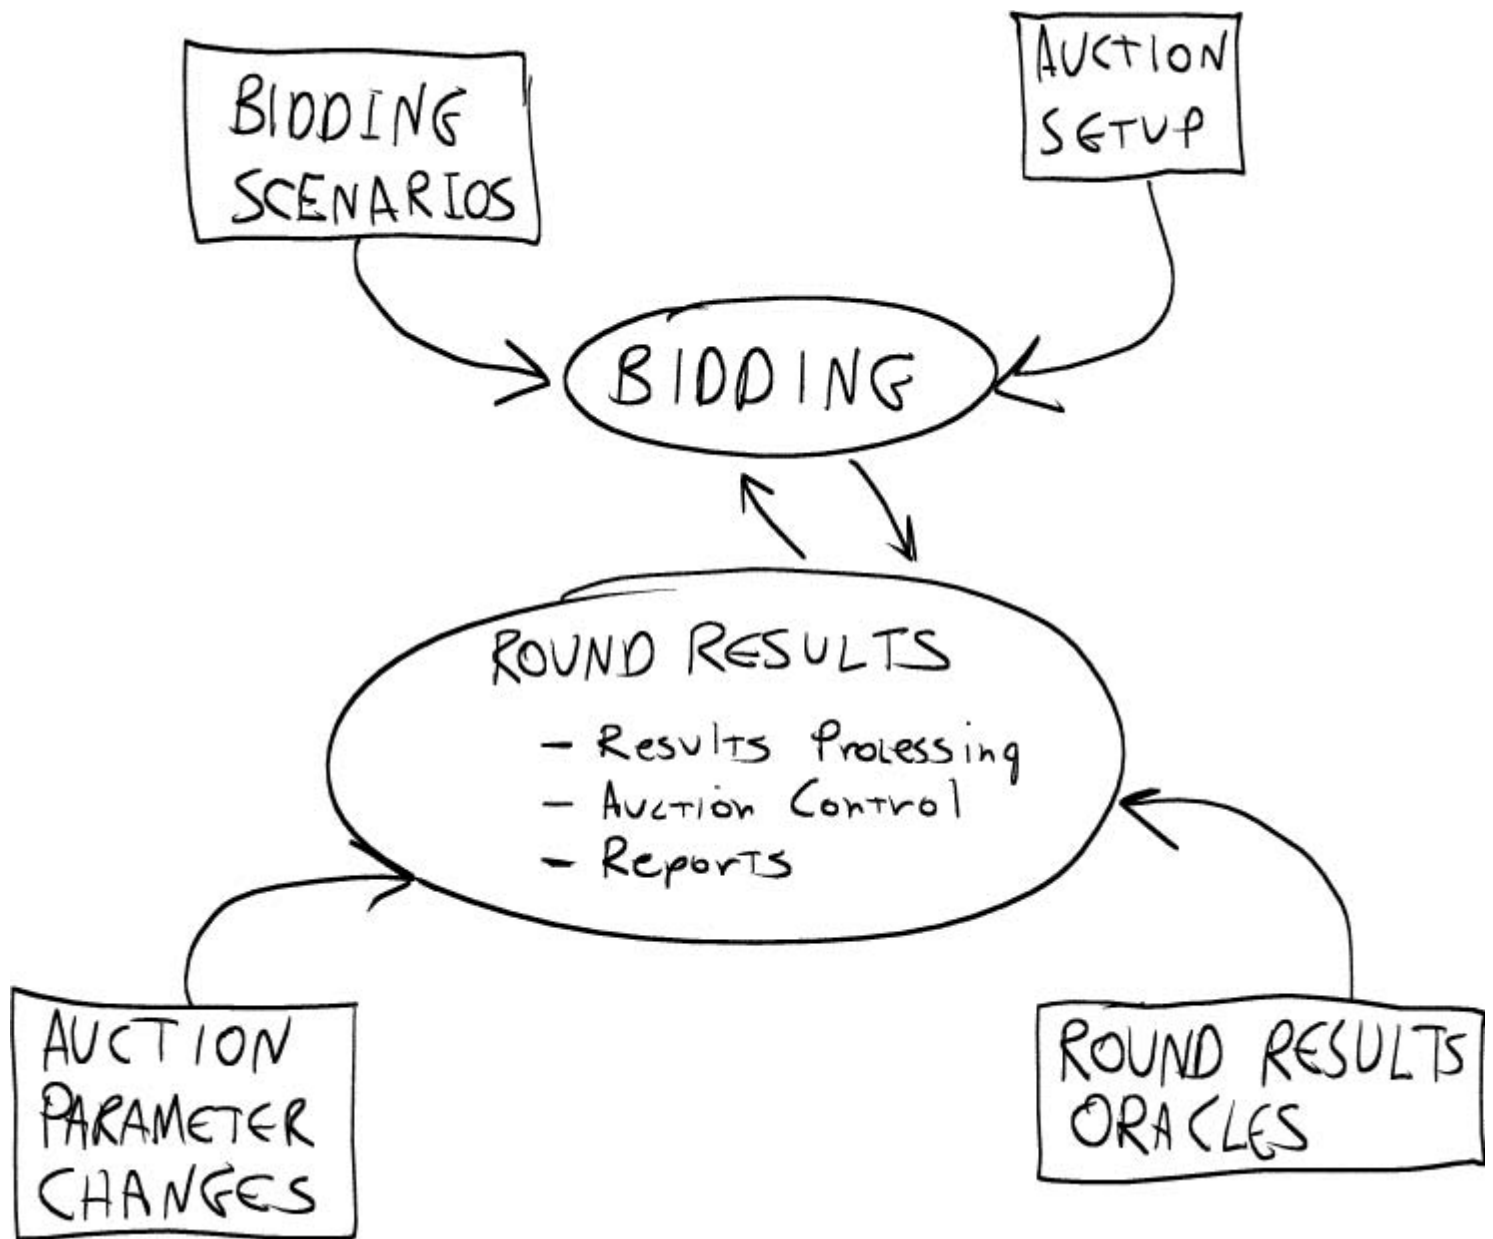 BIDDING
SCENARIOS
AUCTION
SETUP
BIDDING
ROUND RESULTS
- Results Processing
- Auction Control
- Reports
AUCTION
PARAMETER
CHANGES
ROUND RESULTS
ORACLES